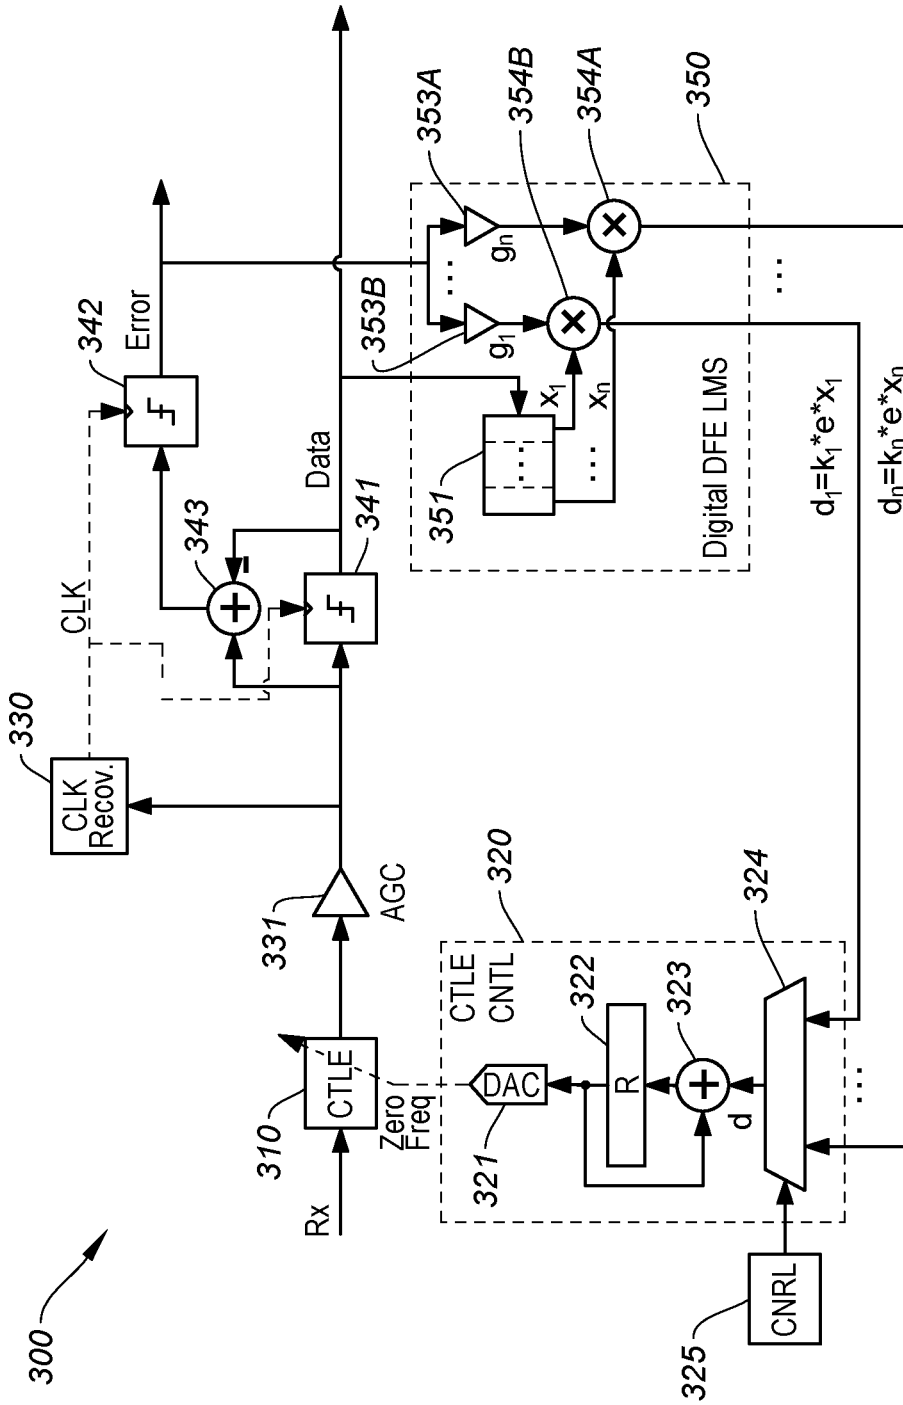 300
330
CLK
Recov.
CLK
342
Error
343
331
AGC
310
CTLE
Rx
Zero
Freq
341
Data
353A
353B
354B
354A
350
gn
g1
351
x1
xn
...
...
...
...
Digital DFE LMS
320
CTLE
CNTL
DAC
321
322
R
323
d
324
...
325
CNRL
d1=k1*e*x1
dn=kn*e*xn